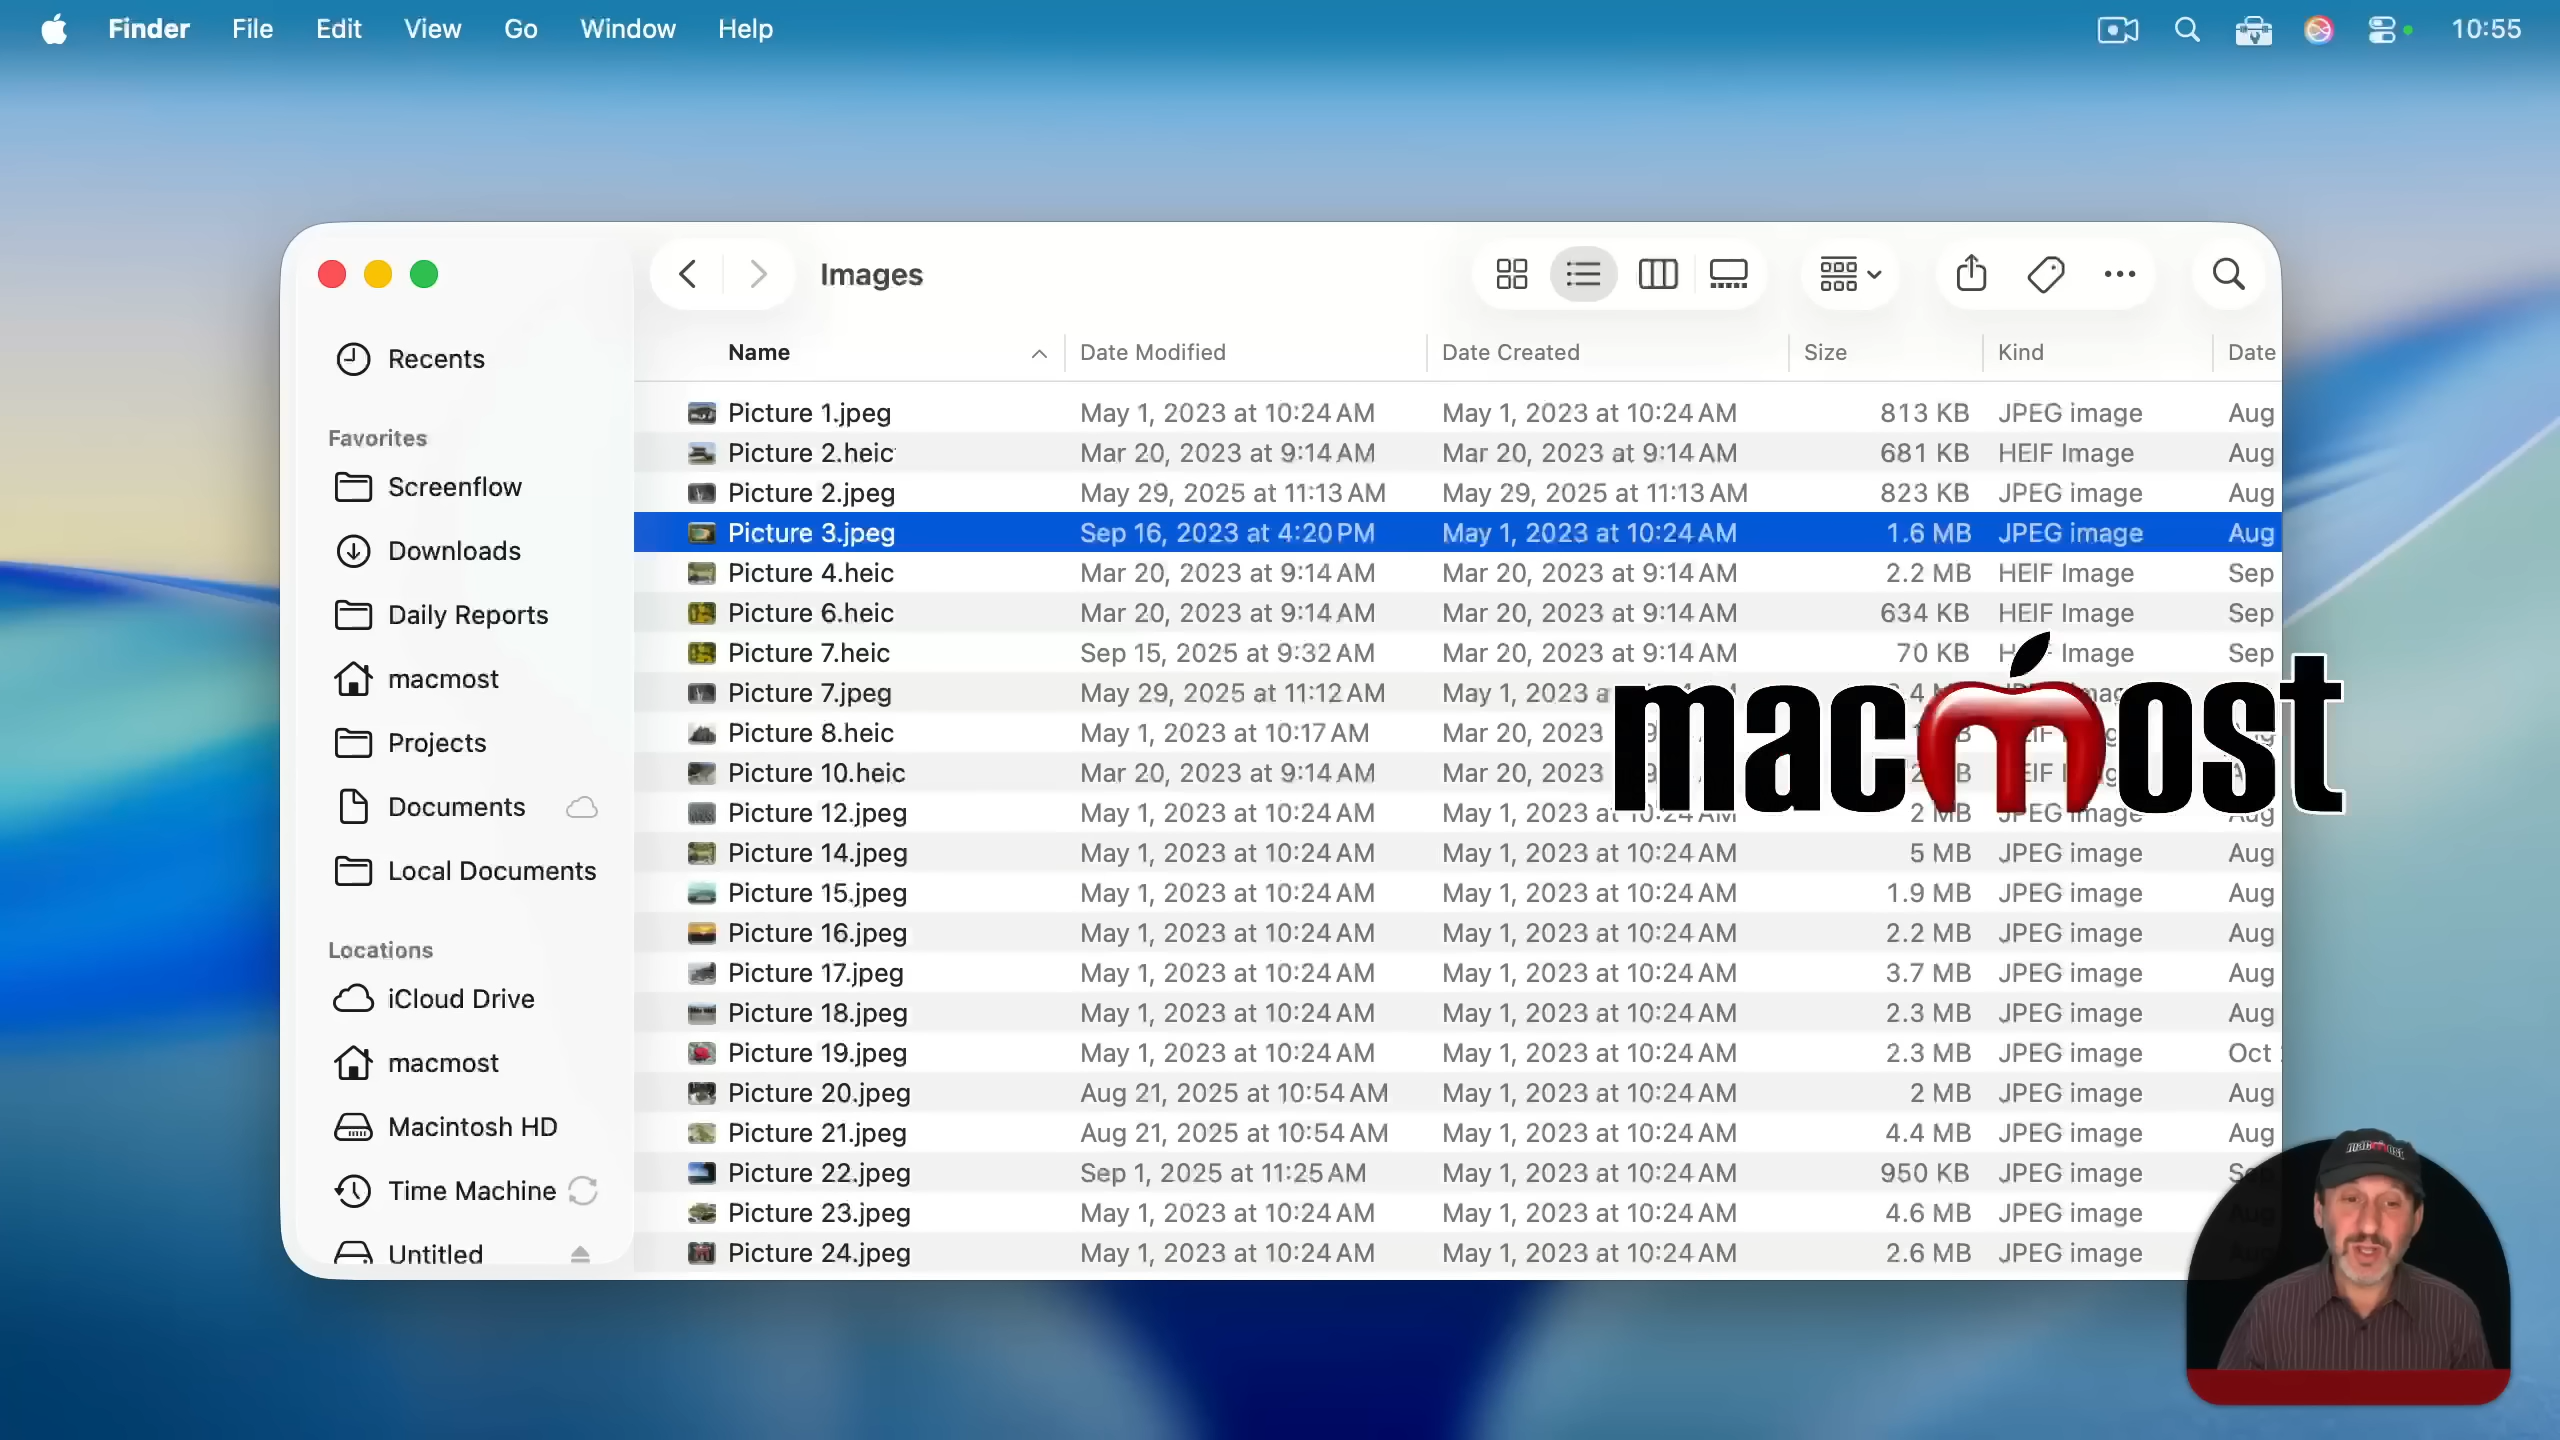 Finder File Edit View Go Window Help 10:55
Images
Name Date Modified Date Created Size Kind Date
Recents
Favorites
Screenflow
Downloads
Daily Reports
macmost
Projects
Documents
Local Documents
Locations
iCloud Drive
macmost
Macintosh HD
Time Machine
Untitled
Picture 1.jpeg May 1, 2023 at 10:24 AM May 1, 2023 at 10:24 AM 813 KB JPEG image Aug
Picture 2.heic Mar 20, 2023 at 9:14 AM Mar 20, 2023 at 9:14 AM 681 KB HEIF Image Aug
Picture 2.jpeg May 29, 2025 at 11:13 AM May 29, 2025 at 11:13 AM 823 KB JPEG image Aug
Picture 3.jpeg Sep 16, 2023 at 4:20 PM May 1, 2023 at 10:24 AM 1.6 MB JPEG image Aug
Picture 4.heic Mar 20, 2023 at 9:14 AM Mar 20, 2023 at 9:14 AM 2.2 MB HEIF Image Sep
Picture 6.heic Mar 20, 2023 at 9:14 AM Mar 20, 2023 at 9:14 AM 634 KB HEIF Image Sep
Picture 7.heic Sep 15, 2025 at 9:32 AM Mar 20, 2023 at 9:14 AM 70 KB Image Sep
Picture 7.jpeg May 29, 2025 at 11:12 AM May 1, 2023
Picture 8.heic May 1, 2023 at 10:17 AM Mar 20, 2023
Picture 10.heic Mar 20, 2023 at 9:14 AM Mar 20, 2023
Picture 12.jpeg May 1, 2023 at 10:24 AM May 1, 2023 at 10:24 AM 2 MB JPEG image Aug
Picture 14.jpeg May 1, 2023 at 10:24 AM May 1, 2023 at 10:24 AM 5 MB JPEG image Aug
Picture 15.jpeg May 1, 2023 at 10:24 AM May 1, 2023 at 10:24 AM 1.9 MB JPEG image Aug
Picture 16.jpeg May 1, 2023 at 10:24 AM May 1, 2023 at 10:24 AM 2.2 MB JPEG image Aug
Picture 17.jpeg May 1, 2023 at 10:24 AM May 1, 2023 at 10:24 AM 3.7 MB JPEG image Aug
Picture 18.jpeg May 1, 2023 at 10:24 AM May 1, 2023 at 10:24 AM 2.3 MB JPEG image Aug
Picture 19.jpeg May 1, 2023 at 10:24 AM May 1, 2023 at 10:24 AM 2.3 MB JPEG image Oct
Picture 20.jpeg Aug 21, 2025 at 10:54 AM May 1, 2023 at 10:24 AM 2 MB JPEG image Aug
Picture 21.jpeg Aug 21, 2025 at 10:54 AM May 1, 2023 at 10:24 AM 4.4 MB JPEG image Aug
Picture 22.jpeg Sep 1, 2025 at 11:25 AM May 1, 2023 at 10:24 AM 950 KB JPEG image Sep
Picture 23.jpeg May 1, 2023 at 10:24 AM May 1, 2023 at 10:24 AM 4.6 MB JPEG image Aug
Picture 24.jpeg May 1, 2023 at 10:24 AM May 1, 2023 at 10:24 AM 2.6 MB JPEG image
macmost
macmost